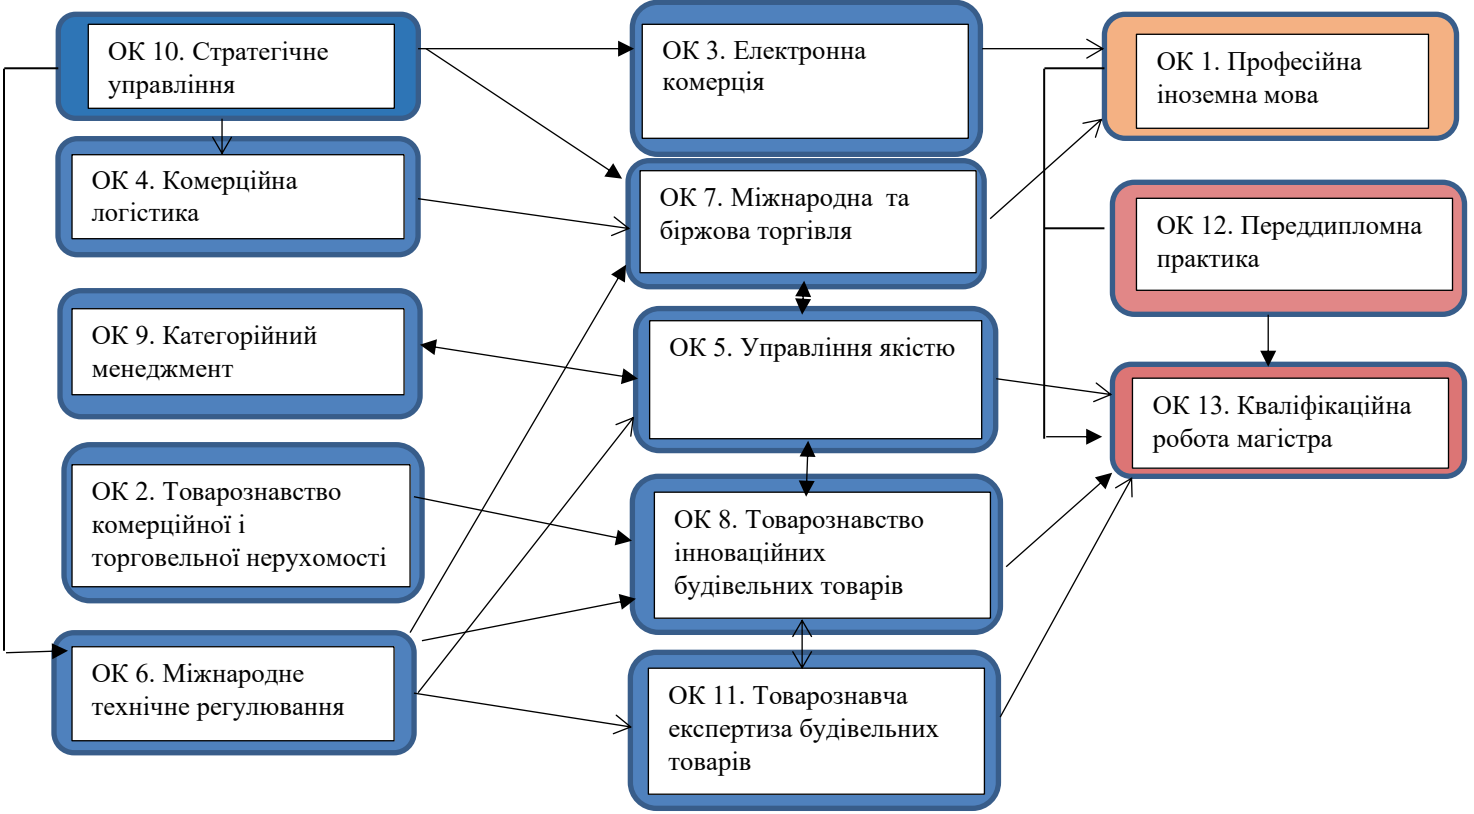 ОК 10. Стратегічне
управління
ОК 4. Комерційна
логістика
ОК 9. Категорійний
менеджмент
ОК 2. Товарознавство
комерційної і
торговельної нерухомості
ОК 6. Міжнародне
технічне регулювання
ОК 3. Електронна
комерція
ОК 7. Міжнародна та
біржова торгівля
ОК 5. Управління якістю
ОК 8. Товарознавство
інноваційних
будівельних товарів
ОК 11. Товарознавча
експертиза будівельних
товарів
ОК 1. Професійна
іноземна мова
ОК 12. Переддипломна
практика
ОК 13. Кваліфікаційна
робота магістра